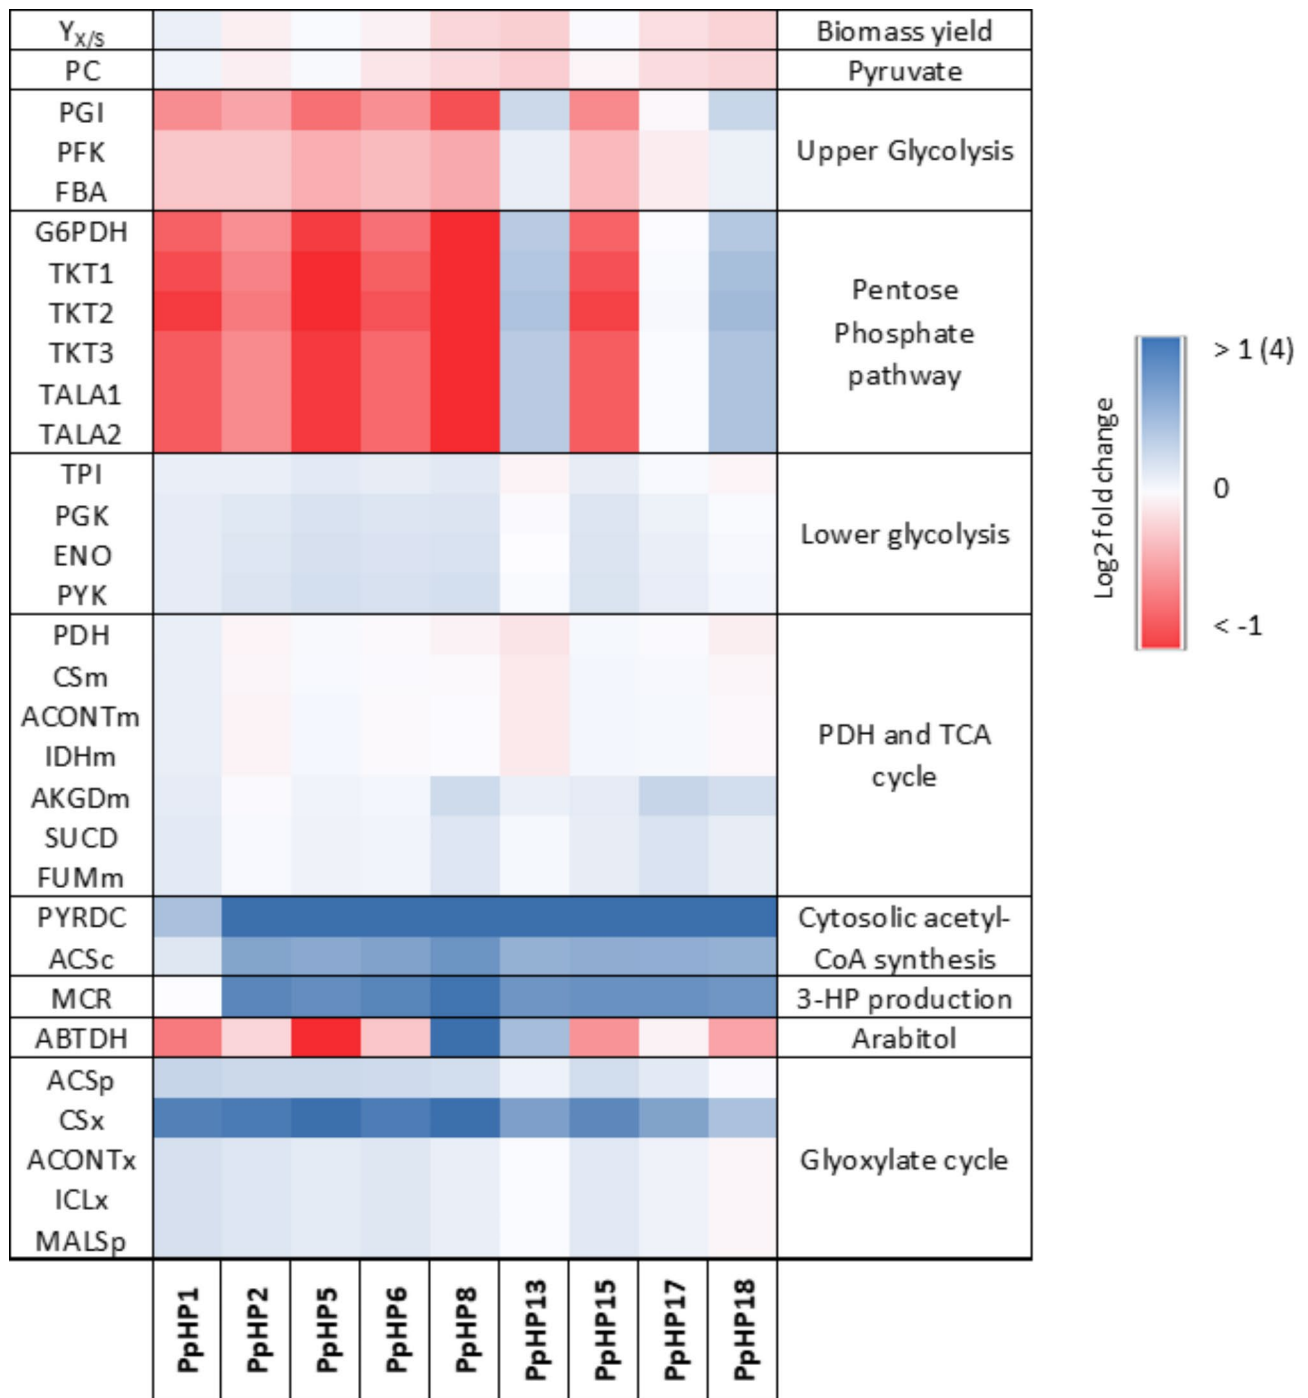 Y_X/S Biomass yield
PC Pyruvate
PGI
PFK Upper Glycolysis
FBA
G6PDH
TKT1
TKT2 Pentose
TKT3 Phosphate
TALA1 pathway
TALA2
TPI
PGK
ENO Lower glycolysis
PYK
PDH
CSm
ACONTm PDH and TCA
IDHm cycle
AKGDm
SUCD
FUMm
PYRDC Cytosolic acetyl-
ACSc CoA synthesis
MCR 3-HP production
ABTDH Arabitol
ACSp
CSx
ACONTx Glyoxylate cycle
ICLx
MALSp
PpHP1 PpHP2 PpHP5 PpHP6 PpHP8 PpHP13 PpHP15 PpHP17 PpHP18
Log2 fold change
> 1 (4)
0
< -1